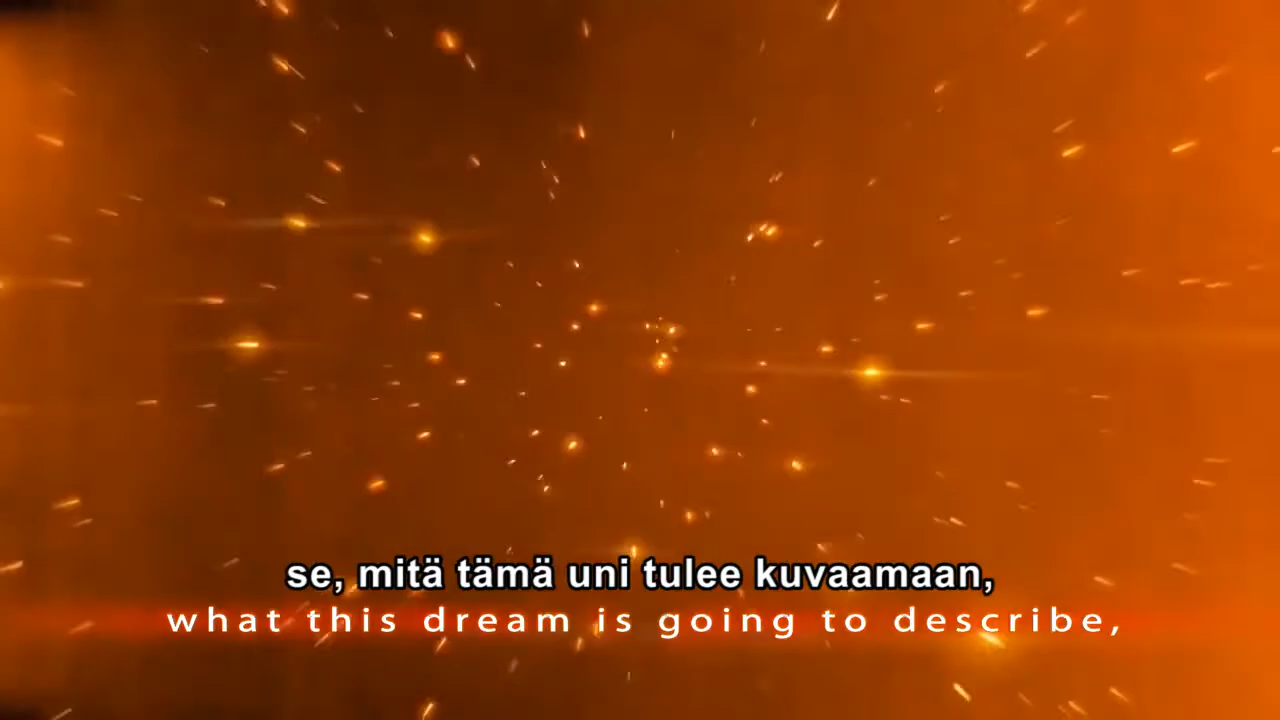 se, mitä tämä uni tulee kuvaamaan,
what this dream is going to describe,